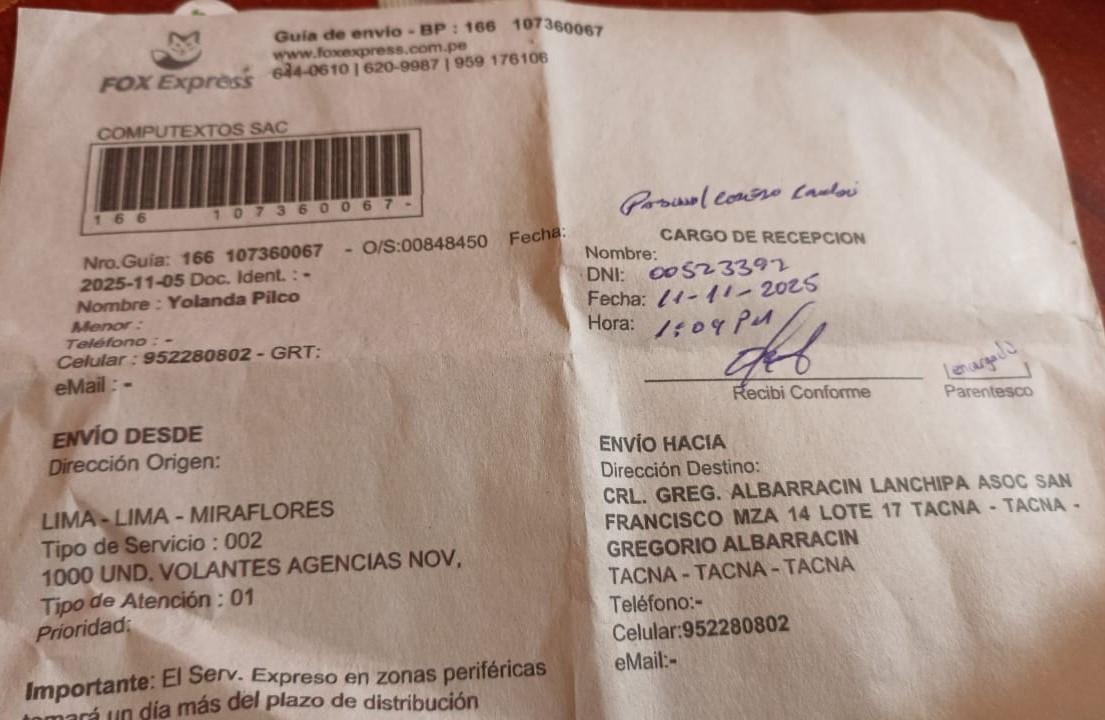 FOX Express
Guía de envío - BP : 166 107360067
www.foxexpress.com.pe
644-0610 | 620-9987 | 959 176106
COMPUTEXTOS SAC
166 107360067-
Nro.Guía: 166 107360067 - O/S:00848450 Fecha:
2025-11-05 Doc. Ident. : -
Nombre : Yolanda Pilco
Menor :
Teléfono : -
Celular : 952280802 - GRT:
eMail : -
CARGO DE RECEPCION
Nombre:
DNI: 00523392
Fecha: 11-11-2025
Hora: 1:04 PM
Recibi Conforme
encargado
Parentesco
ENVÍO DESDE
Dirección Origen:
LIMA - LIMA - MIRAFLORES
Tipo de Servicio : 002
1000 UND. VOLANTES AGENCIAS NOV,
Tipo de Atención : 01
Prioridad:
ENVÍO HACIA
Dirección Destino:
CRL. GREG. ALBARRACIN LANCHIPA ASOC SAN
FRANCISCO MZA 14 LOTE 17 TACNA - TACNA -
GREGORIO ALBARRACIN
TACNA - TACNA - TACNA
Teléfono:-
Celular:952280802
eMail:-
Importante: El Serv. Expreso en zonas periféricas
tomará un día más del plazo de distribución